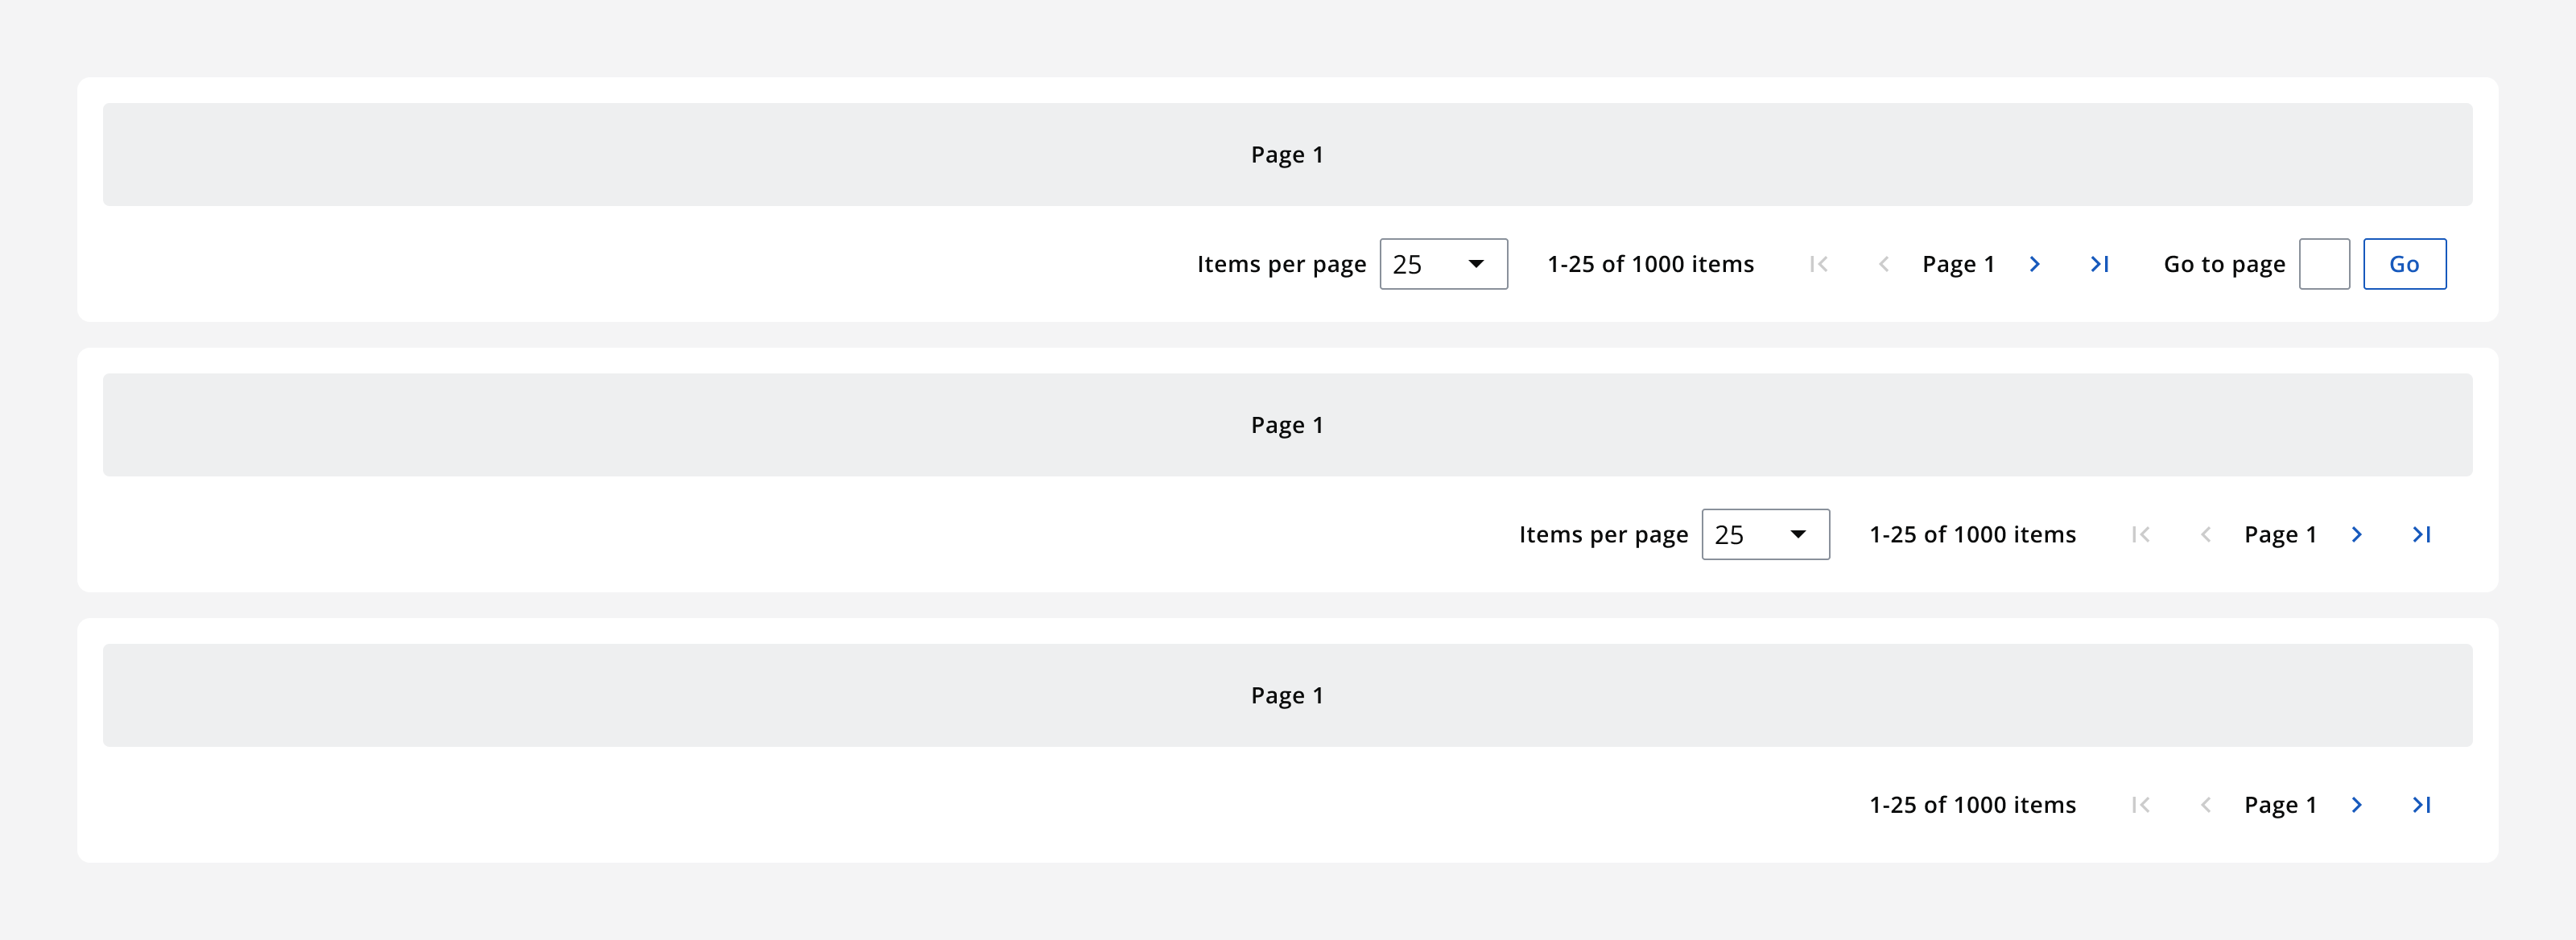 Page 1
Items per page 25 1-25 of 1000 items Page 1 Go to page Go
Page 1
Items per page 25 1-25 of 1000 items Page 1
Page 1
1-25 of 1000 items Page 1